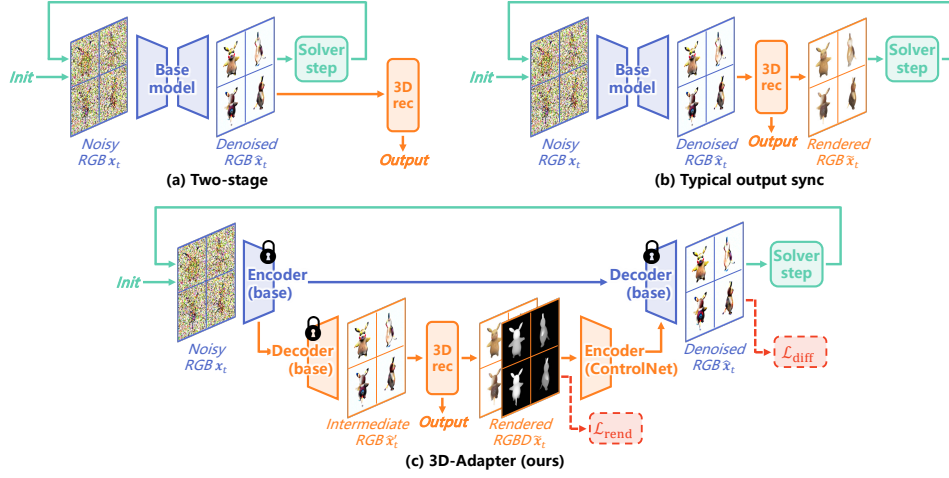 Init
Base
model
Solver
step
3D
rec
Output
Noisy
RGB x_t
Denoised
RGB x̂_t
(a) Two-stage
Init
Base
model
3D
rec
Solver
step
Output
Noisy
RGB x_t
Denoised
RGB x̂_t
Rendered
RGB x̃_t
(b) Typical output sync
Init
Encoder
(base)
Decoder
(base)
Solver
step
Noisy
RGB x_t
Decoder
(base)
3D
rec
Encoder
(ControlNet)
Denoised
RGB x̂_t
ℒ_diff
Output
Intermediate
RGB x̂′_t
Rendered
RGBD x̃_t
ℒ_rend
(c) 3D-Adapter (ours)